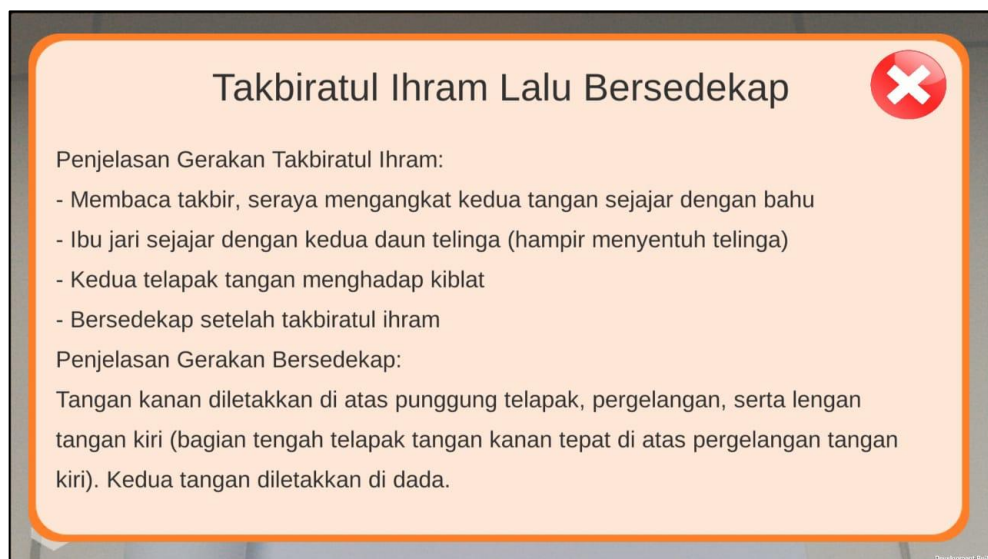 Takbiratul Ihram Lalu Bersedekap
Penjelasan Gerakan Takbiratul Ihram:
- Membaca takbir, seraya mengangkat kedua tangan sejajar dengan bahu
- Ibu jari sejajar dengan kedua daun telinga (hampir menyentuh telinga)
- Kedua telapak tangan menghadap kiblat
- Bersedekap setelah takbiratul ihram
Penjelasan Gerakan Bersedekap:
Tangan kanan diletakkan di atas punggung telapak, pergelangan, serta lengan
tangan kiri (bagian tengah telapak tangan kanan tepat di atas pergelangan tangan
kiri). Kedua tangan diletakkan di dada.
Development